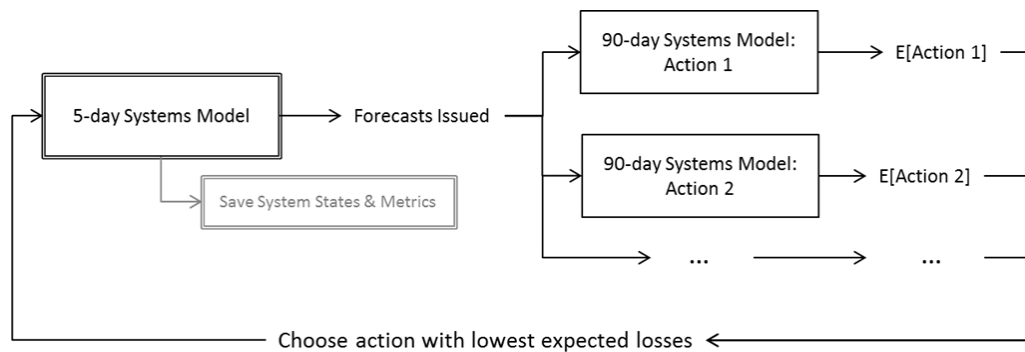 5-day Systems Model
Save System States & Metrics
Forecasts Issued
90-day Systems Model:
Action 1
E[Action 1]
90-day Systems Model:
Action 2
E[Action 2]
...
...
Choose action with lowest expected losses